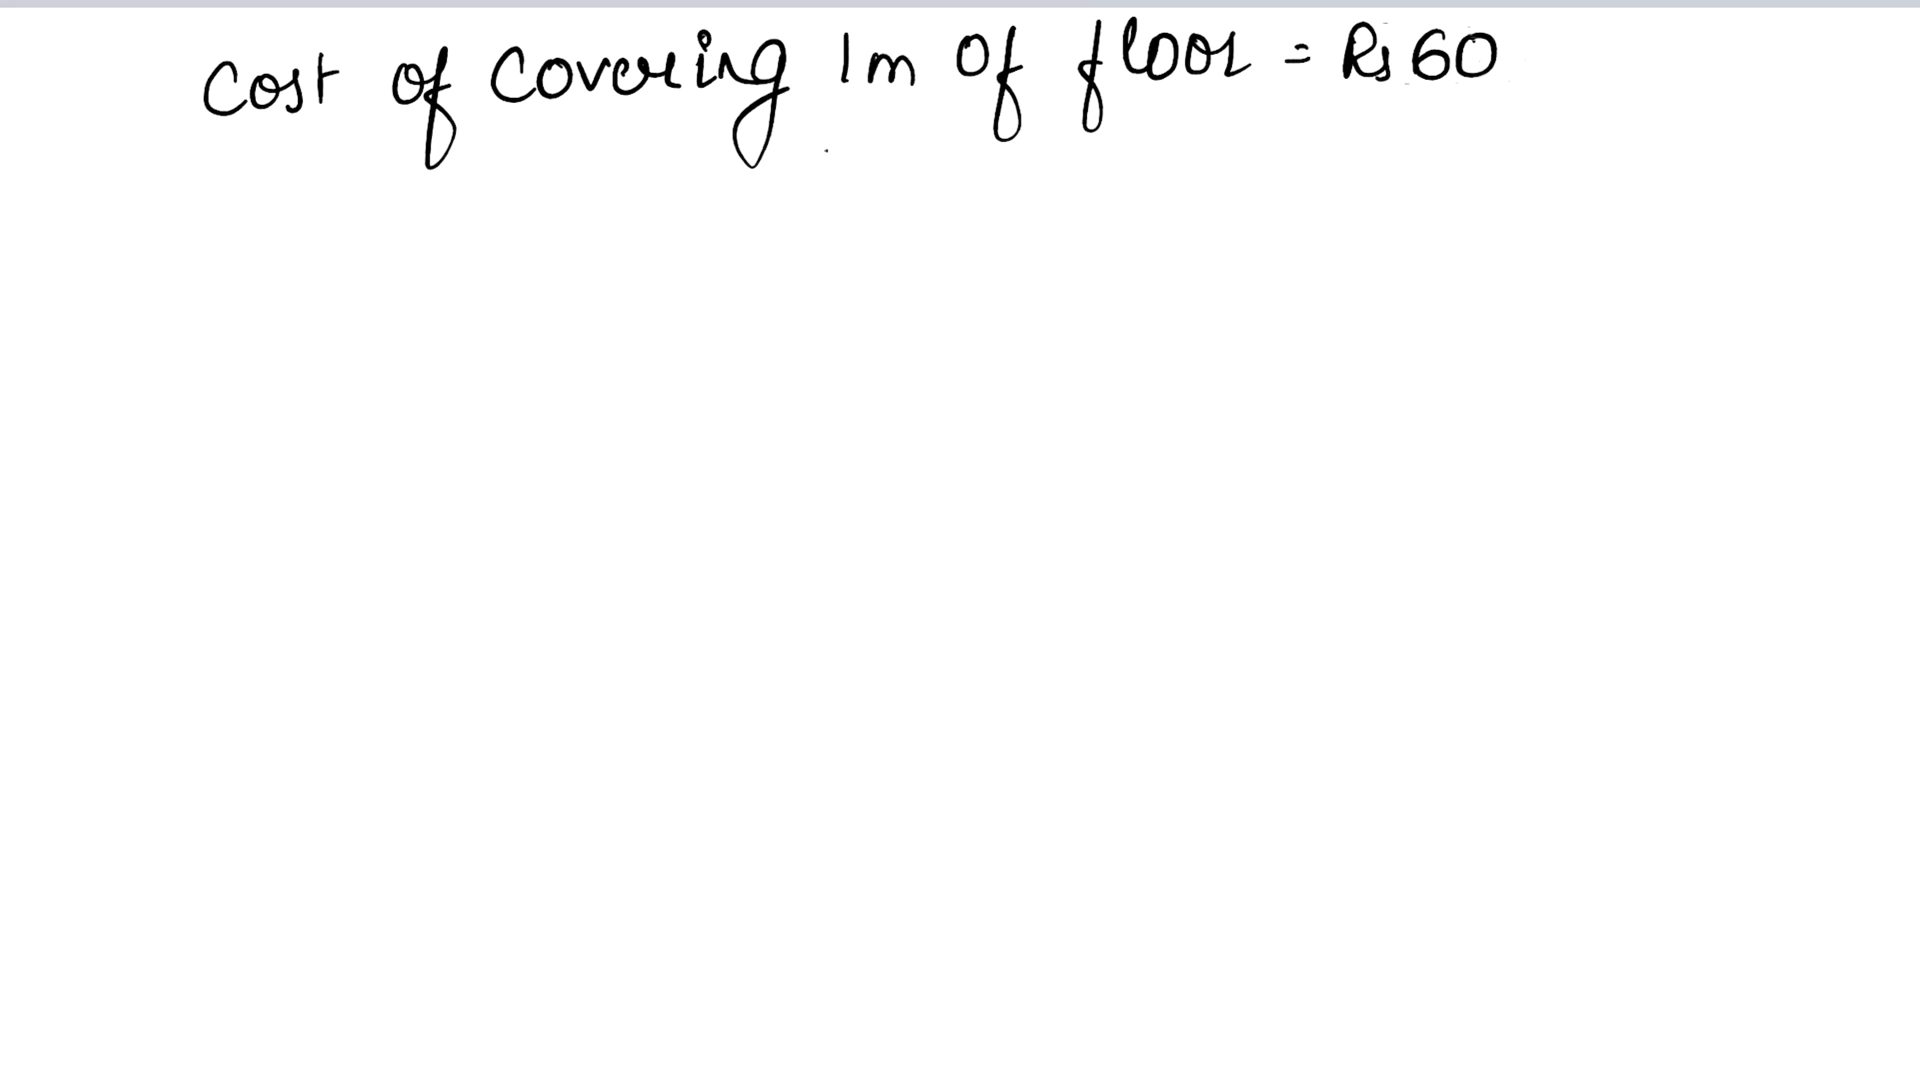 Cost of covering 1m of floor = Rs 60